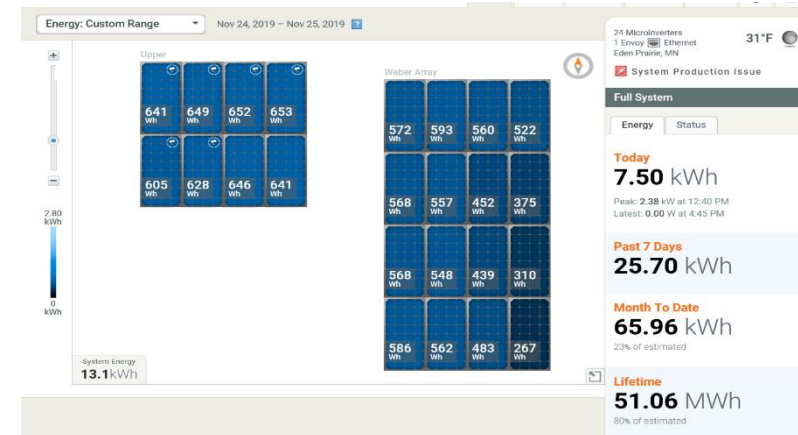 Energy: Custom Range
Nov 24, 2019 – Nov 25, 2019 ?
Upper
641 649 652 653
Wh Wh Wh Wh
605 628 646 641
Wh Wh Wh Wh
Weber Array
572 593 560 522
Wh Wh Wh Wh
568 557 452 375
Wh Wh Wh Wh
568 548 439 310
Wh Wh Wh Wh
586 562 483 267
Wh Wh Wh Wh
2.80
kWh
0
kWh
System Energy
13.1kWh
24 Microinverters
1 Envoy Ethernet
Eden Prairie, MN
31°F
System Production Issue
Full System
Energy Status
Today
7.50 kWh
Peak: 2.38 kW at 12:40 PM
Latest: 0.00 W at 4:45 PM
Past 7 Days
25.70 kWh
Month To Date
65.96 kWh
23% of estimated
Lifetime
51.06 MWh
80% of estimated